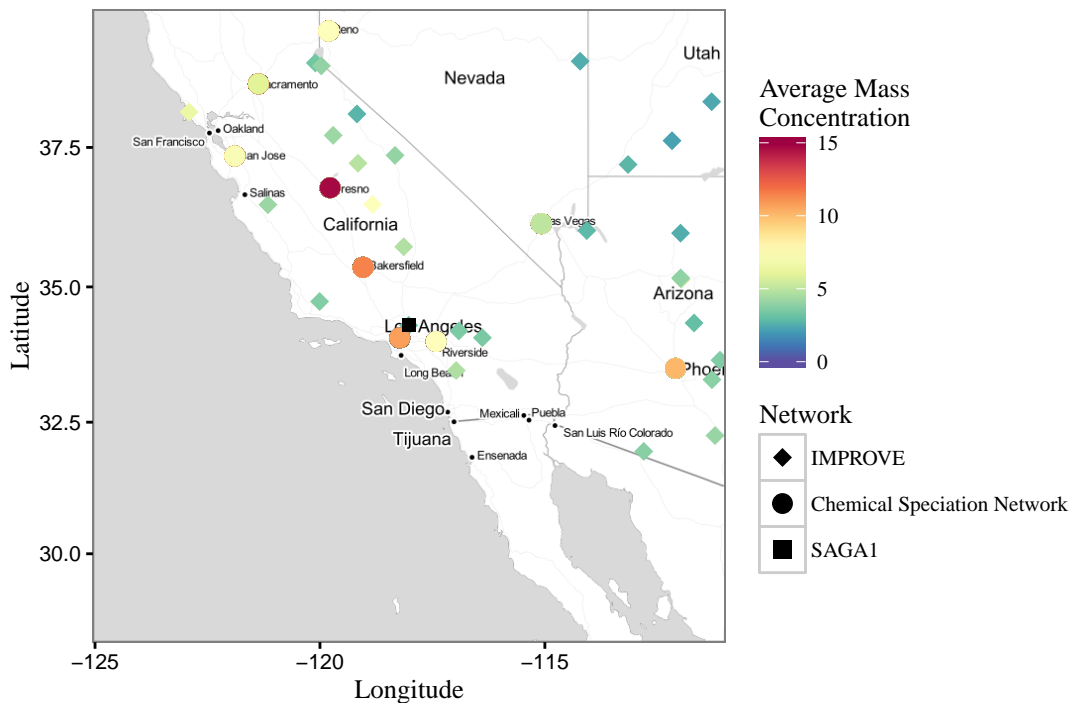 Reno
Utah
Nevada
Sacramento
Oakland
San Francisco
San Jose
Fresno
Salinas
California
Las Vegas
Bakersfield
Arizona
Los Angeles
Riverside
Long Beach
Phoen
San Diego
Mexicali
Puebla
San Luis Río Colorado
Tijuana
Ensenada
37.5
35.0
32.5
30.0
Latitude
−125
−120
−115
Longitude
Average Mass
Concentration
15
10
5
0
Network
IMPROVE
Chemical Speciation Network
SAGA1